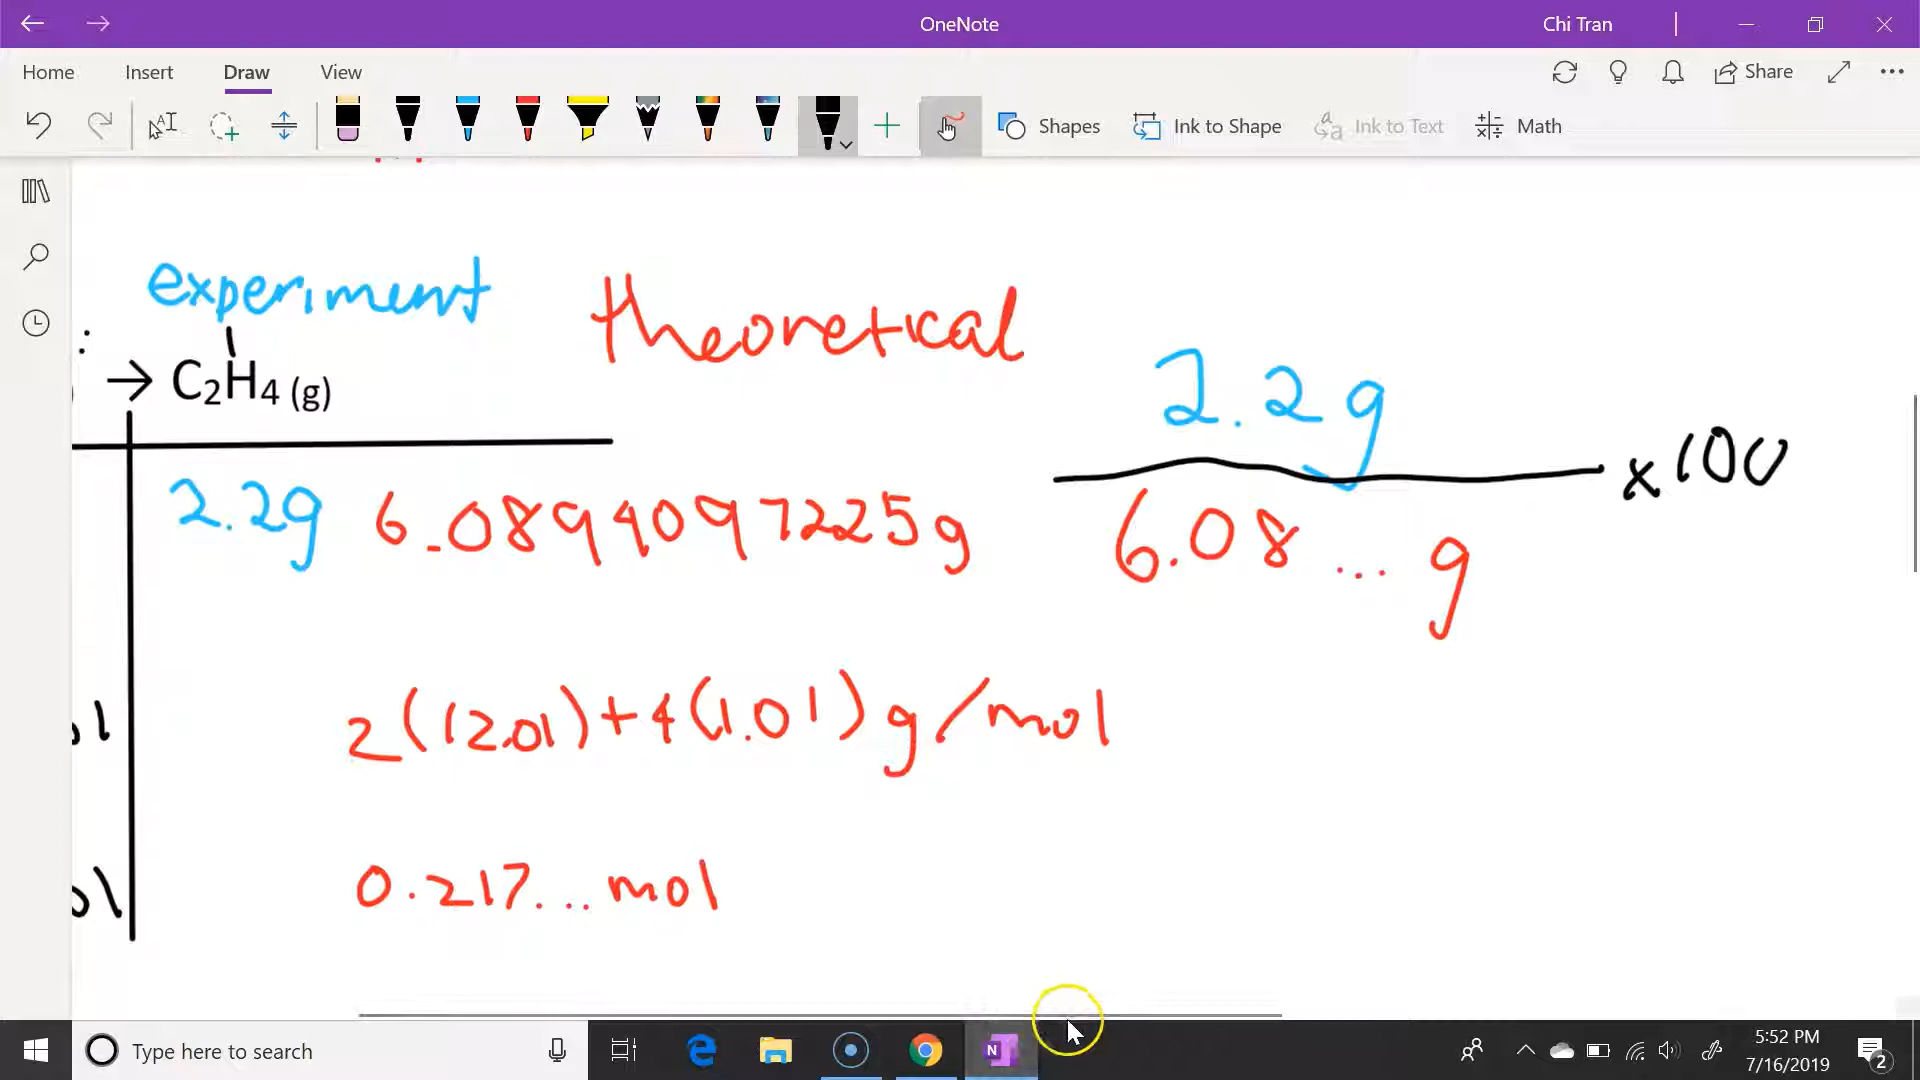 OneNote
Chi Tran
Home Insert Draw View
Share
Shapes Ink to Shape Ink to Text Math
experiment theoretical
→ C₂H₄ (g)
2.2g
x 100
6.08... g
2.2g 6.0894097225g
2(12.01)+4(1.01) g/mol
0.217... mol
Type here to search
5:52 PM
7/16/2019
2